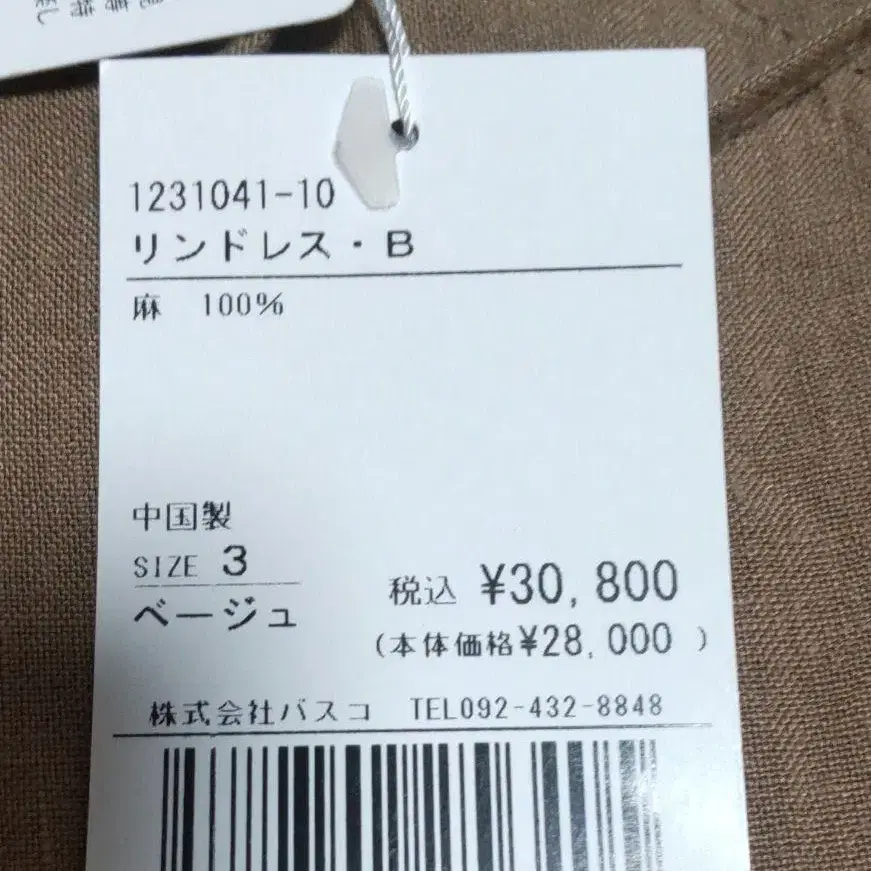 1231041-10
リンドレス・B
麻 100%
中国製
SIZE 3
ベージュ
税込 ¥30,800
(本体価格¥28,000 )
株式会社バスコ TEL092-432-8848